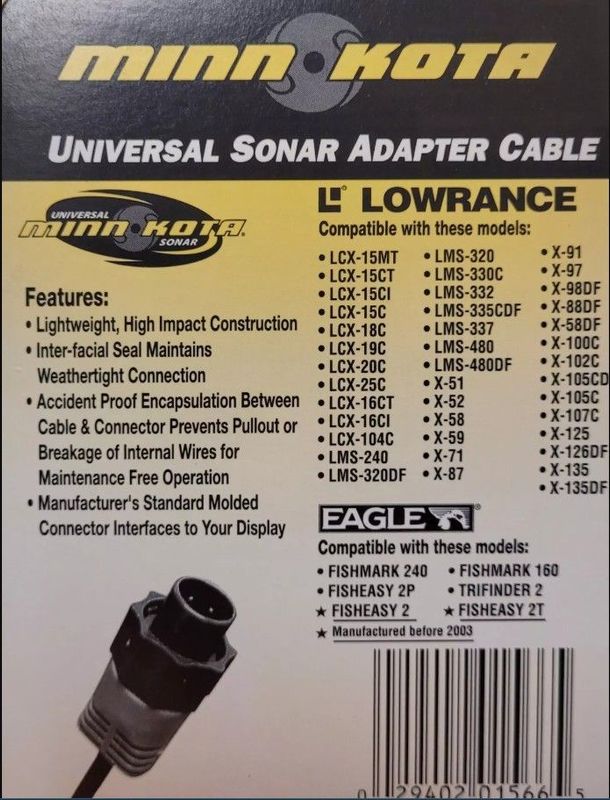 MINN KOTA
UNIVERSAL SONAR ADAPTER CABLE
UNIVERSAL
MINN KOTA®
SONAR
Features:
• Lightweight, High Impact Construction
• Inter-facial Seal Maintains
Weathertight Connection
• Accident Proof Encapsulation Between
Cable & Connector Prevents Pullout or
Breakage of Internal Wires for
Maintenance Free Operation
• Manufacturer's Standard Molded
Connector Interfaces to Your Display
L® LOWRANCE
Compatible with these models:
• LCX-15MT
• LCX-15CT
• LCX-15CI
• LCX-15C
• LCX-18C
• LCX-19C
• LCX-20C
• LCX-25C
• LCX-16CT
• LCX-16CI
• LCX-104C
• LMS-240
• LMS-320DF
• LMS-320
• LMS-330C
• LMS-332
• LMS-335CDF
• LMS-337
• LMS-480
• LMS-480DF
• X-51
• X-52
• X-58
• X-59
• X-71
• X-87
• X-91
• X-97
• X-98DF
• X-88DF
• X-58DF
• X-100C
• X-102C
• X-105CD
• X-105C
• X-107C
• X-125
• X-126DF
• X-135
• X-135DF
EAGLE®
Compatible with these models:
• FISHMARK 240
• FISHEASY 2P
★ FISHEASY 2
• FISHMARK 160
• TRIFINDER 2
★ FISHEASY 2T
★ Manufactured before 2003
0 29402 01566 5